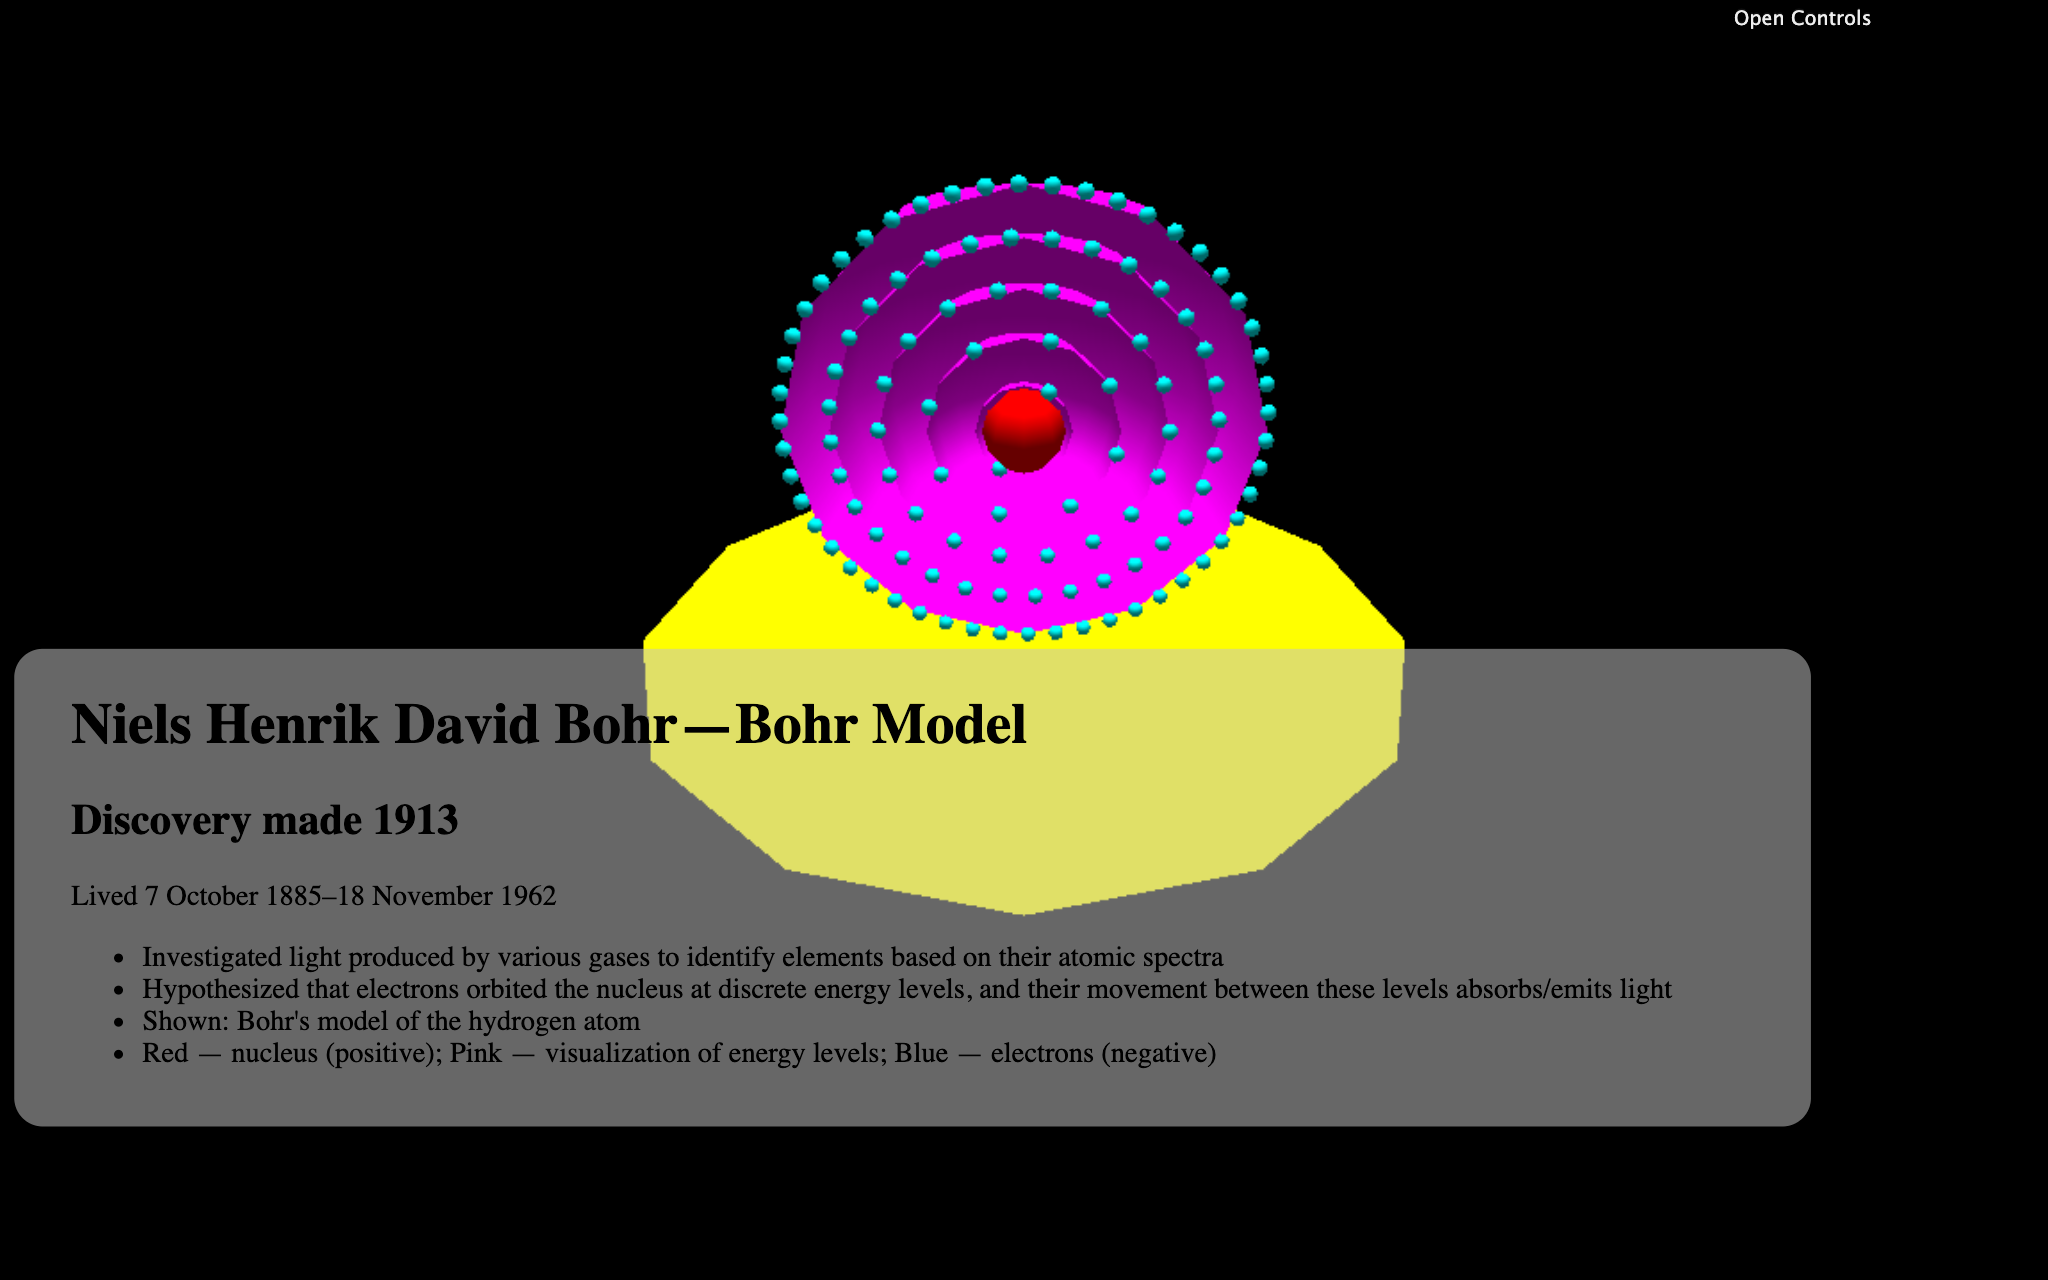 Open Controls
Niels Henrik David Bohr—Bohr Model
Discovery made 1913
Lived 7 October 1885–18 November 1962
• Investigated light produced by various gases to identify elements based on their atomic spectra
• Hypothesized that electrons orbited the nucleus at discrete energy levels, and their movement between these levels absorbs/emits light
• Shown: Bohr's model of the hydrogen atom
• Red — nucleus (positive); Pink — visualization of energy levels; Blue — electrons (negative)